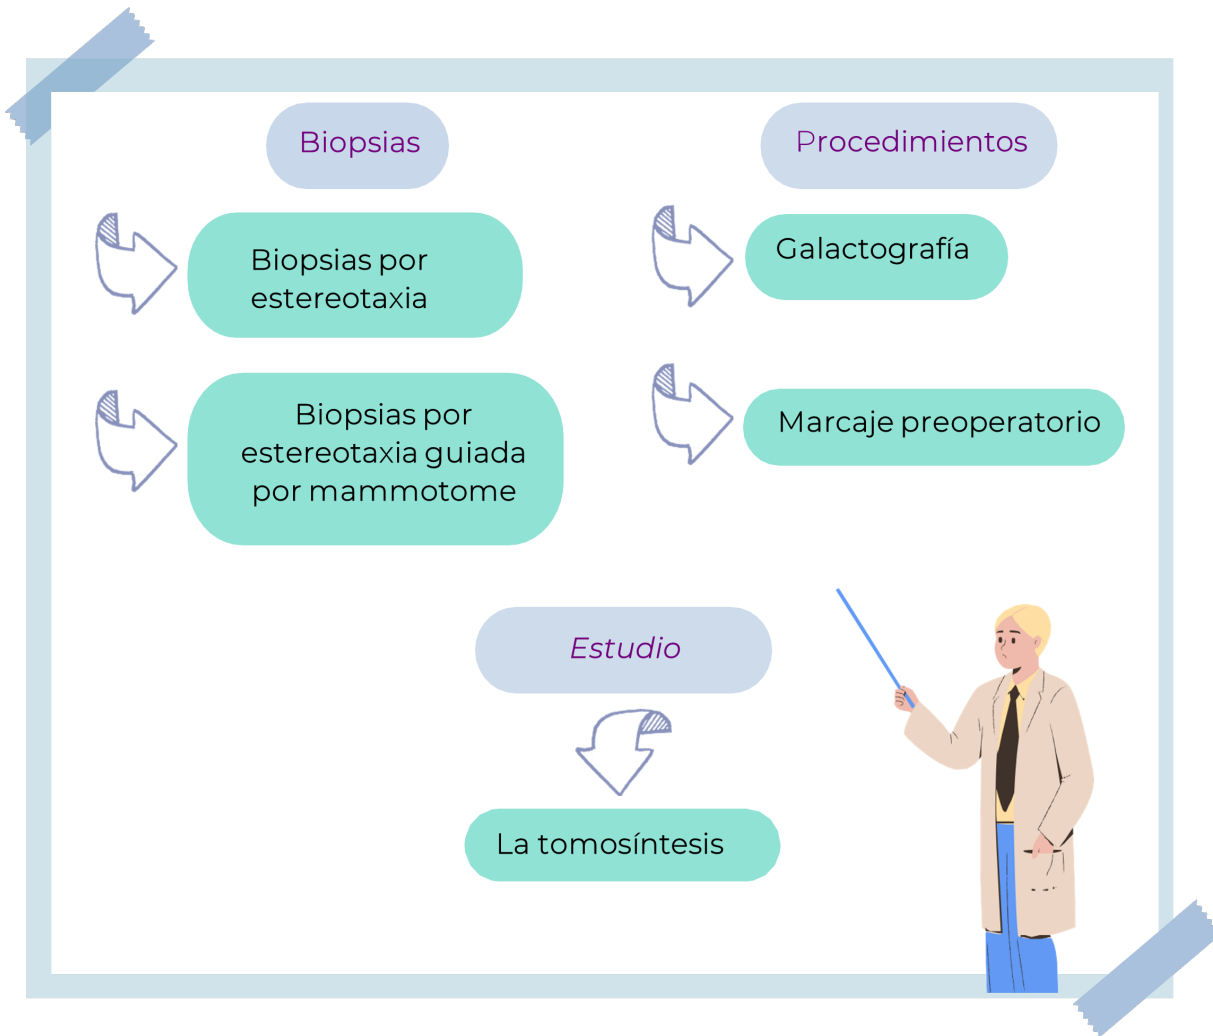 Biopsias
Biopsias por
estereotaxia
Biopsias por
estereotaxia guiada
por mammotome
Procedimientos
Galactografía
Marcaje preoperatorio
Estudio
La tomosíntesis